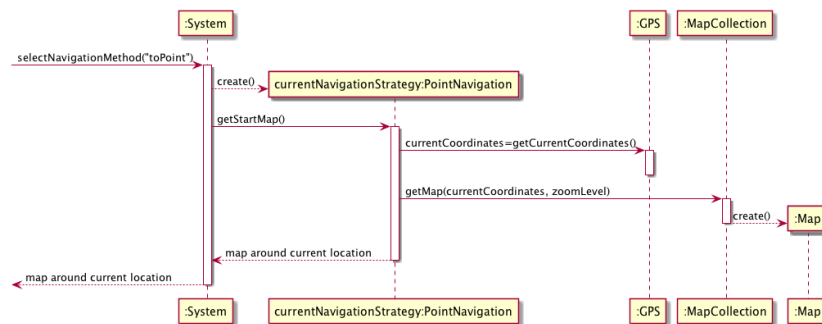 :System
:GPS
:MapCollection
selectNavigationMethod("toPoint")
create()
currentNavigationStrategy:PointNavigation
getStartMap()
currentCoordinates=getCurrentCoordinates()
getMap(currentCoordinates, zoomLevel)
create()
:Map
map around current location
map around current location
:System
currentNavigationStrategy:PointNavigation
:GPS
:MapCollection
:Map